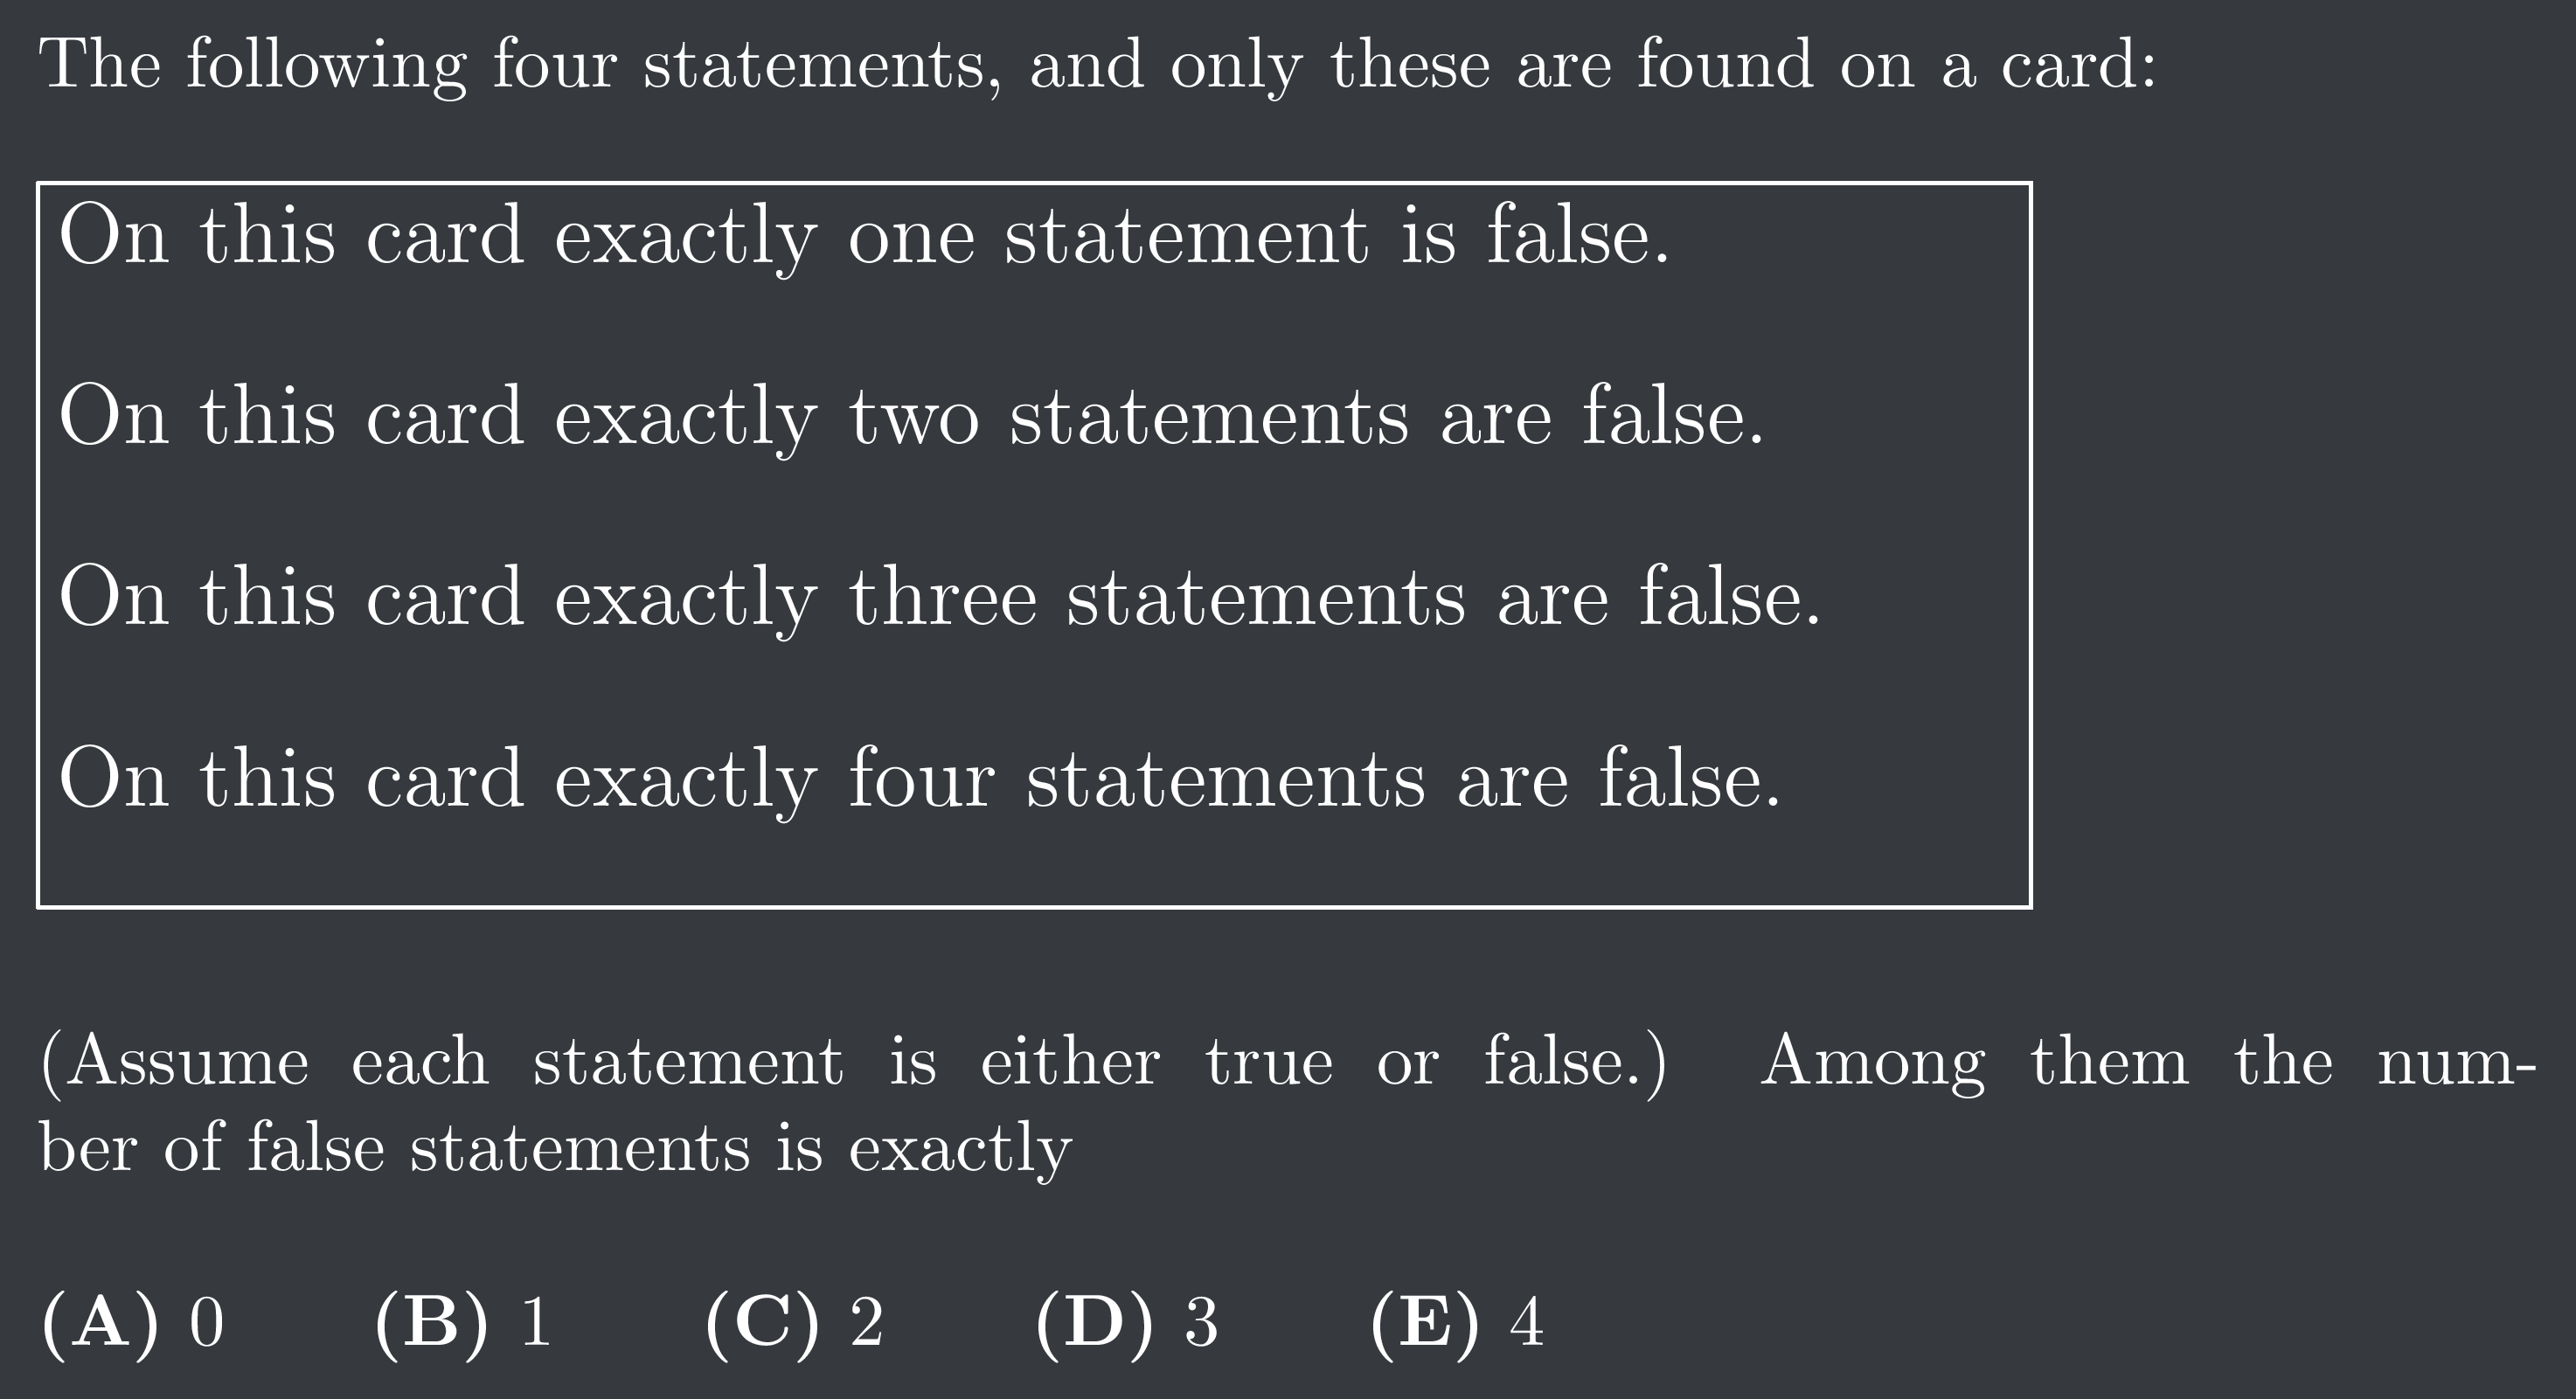 The following four statements, and only these are found on a card:
On this card exactly one statement is false.
On this card exactly two statements are false.
On this card exactly three statements are false.
On this card exactly four statements are false.
(Assume each statement is either true or false.) Among them the num-
ber of false statements is exactly
(A) 0 (B) 1 (C) 2 (D) 3 (E) 4